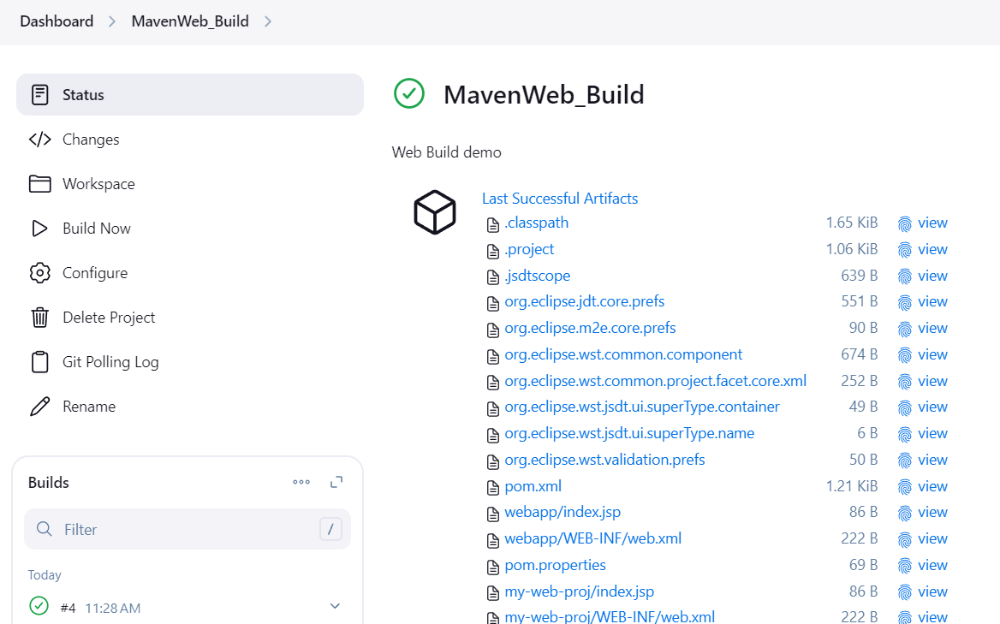 Dashboard > MavenWeb_Build >
Status
Changes
Workspace
Build Now
Configure
Delete Project
Git Polling Log
Rename
Builds
Filter /
Today
#4 11:28 AM
MavenWeb_Build
Web Build demo
Last Successful Artifacts
.classpath 1.65 KiB view
.project 1.06 KiB view
.jsdtscope 639 B view
org.eclipse.jdt.core.prefs 551 B view
org.eclipse.m2e.core.prefs 90 B view
org.eclipse.wst.common.component 674 B view
org.eclipse.wst.common.project.facet.core.xml 252 B view
org.eclipse.wst.jsdt.ui.superType.container 49 B view
org.eclipse.wst.jsdt.ui.superType.name 6 B view
org.eclipse.wst.validation.prefs 50 B view
pom.xml 1.21 KiB view
webapp/index.jsp 86 B view
webapp/WEB-INF/web.xml 222 B view
pom.properties 69 B view
my-web-proj/index.jsp 86 B view
my-web-proj/WEB-INF/web.xml 222 B view